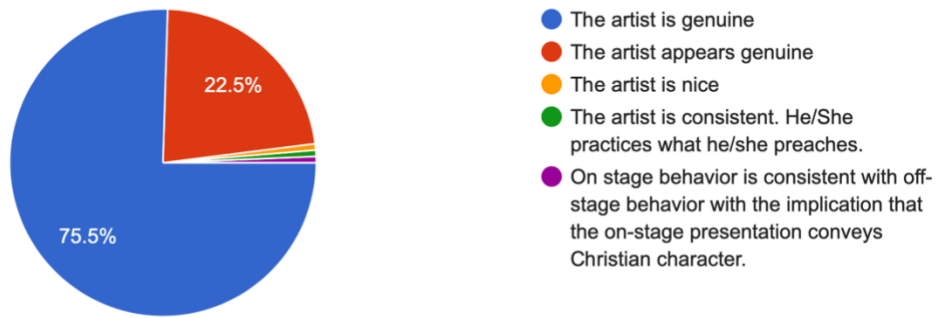 22.5%
75.5%
The artist is genuine
The artist appears genuine
The artist is nice
The artist is consistent. He/She
practices what he/she preaches.
On stage behavior is consistent with off-
stage behavior with the implication that
the on-stage presentation conveys
Christian character.